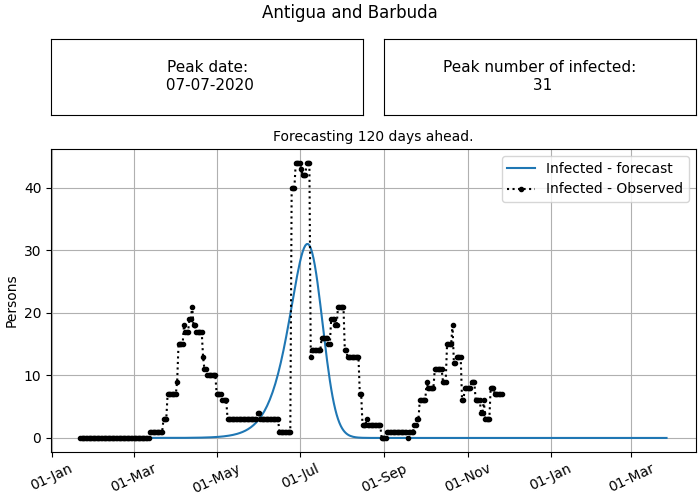 Antigua and Barbuda
Peak date:
07-07-2020
Peak number of infected:
31
Forecasting 120 days ahead.
Infected - forecast
Infected - Observed
Persons
40
30
20
10
0
01-Jan
01-Mar
01-May
01-Jul
01-Sep
01-Nov
01-Jan
01-Mar